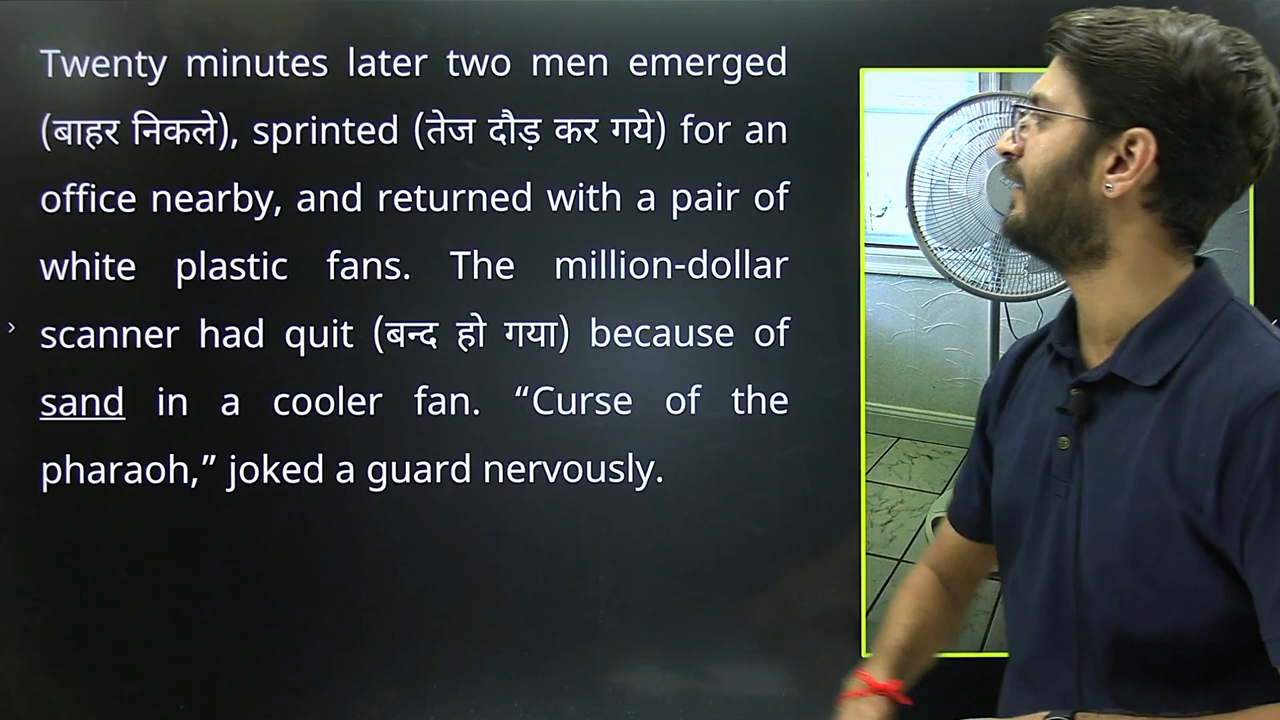 Twenty minutes later two men emerged
(बाहर निकले), sprinted (तेज दौड़ कर गये) for an
office nearby, and returned with a pair of
white plastic fans. The million-dollar
scanner had quit (बन्द हो गया) because of
sand in a cooler fan. “Curse of the
pharaoh,” joked a guard nervously.